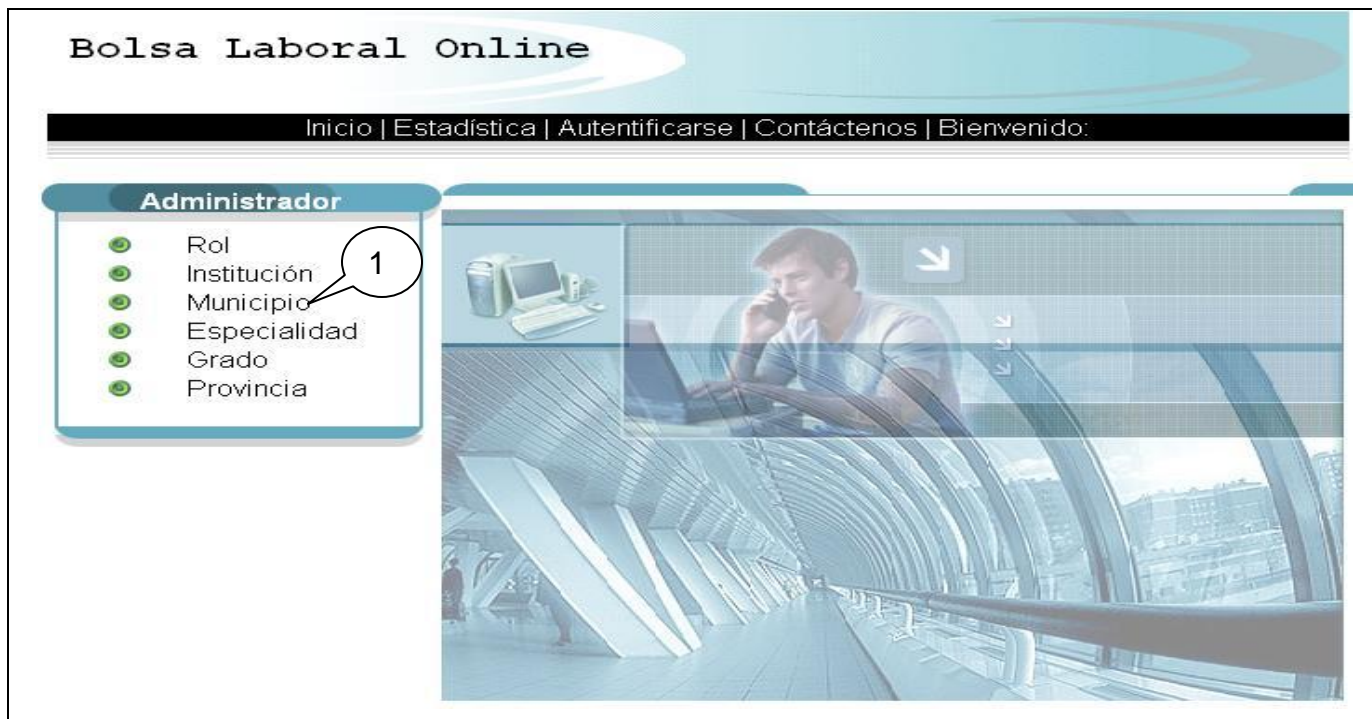 Bolsa Laboral Online
Inicio | Estadística | Autentificarse | Contáctenos | Bienvenido:
Administrador
Rol
Institución
1
Municipio
Especialidad
Grado
Provincia